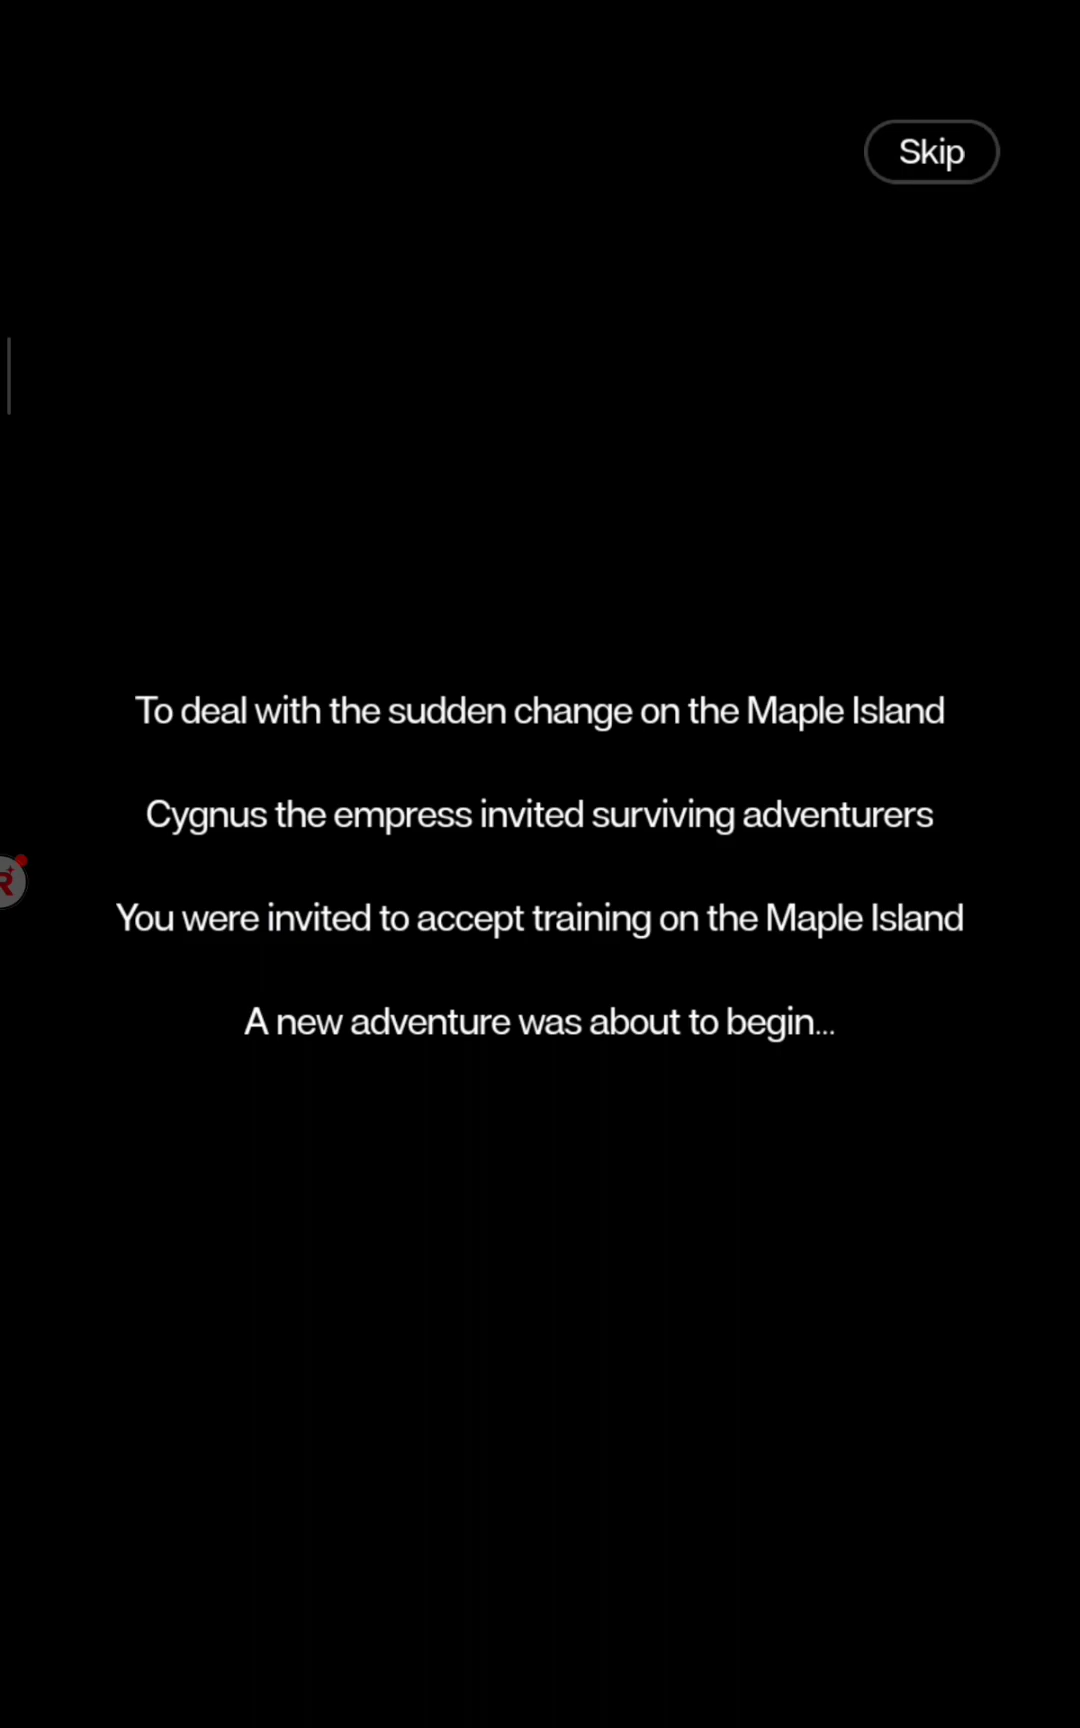 Skip
To deal with the sudden change on the Maple Island
Cygnus the empress invited surviving adventurers
R
You were invited to accept training on the Maple Island
A new adventure was about to begin...